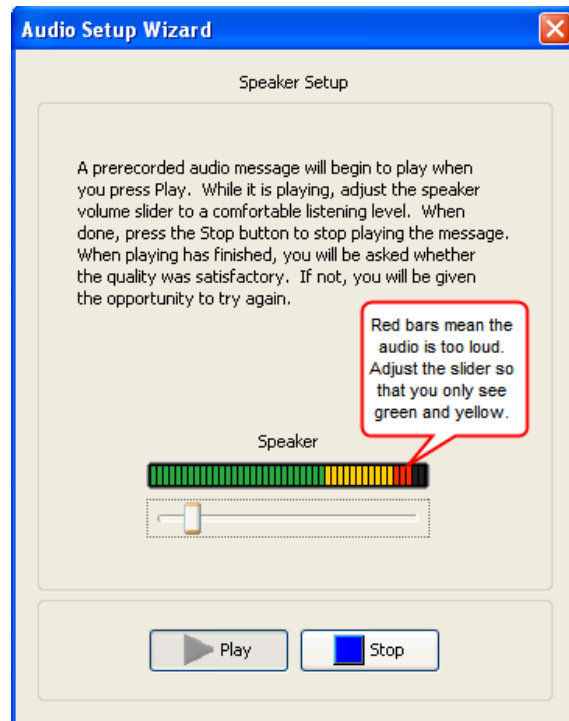 Audio Setup Wizard
Speaker Setup
A prerecorded audio message will begin to play when
you press Play.  While it is playing, adjust the speaker
volume slider to a comfortable listening level.  When
done, press the Stop button to stop playing the message.
When playing has finished, you will be asked whether
the quality was satisfactory.  If not, you will be given
the opportunity to try again.
Red bars mean the
audio is too loud.
Adjust the slider so
that you only see
green and yellow.
Speaker
Play
Stop